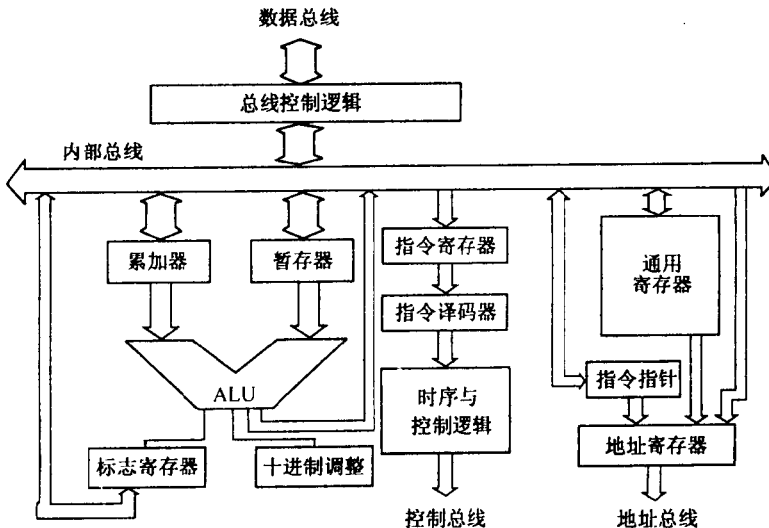 数据总线
总线控制逻辑
内部总线
累加器
暂存器
指令寄存器
通用
寄存器
指令译码器
ALU
时序与
控制逻辑
指令指针
标志寄存器
十进制调整
地址寄存器
控制总线
地址总线